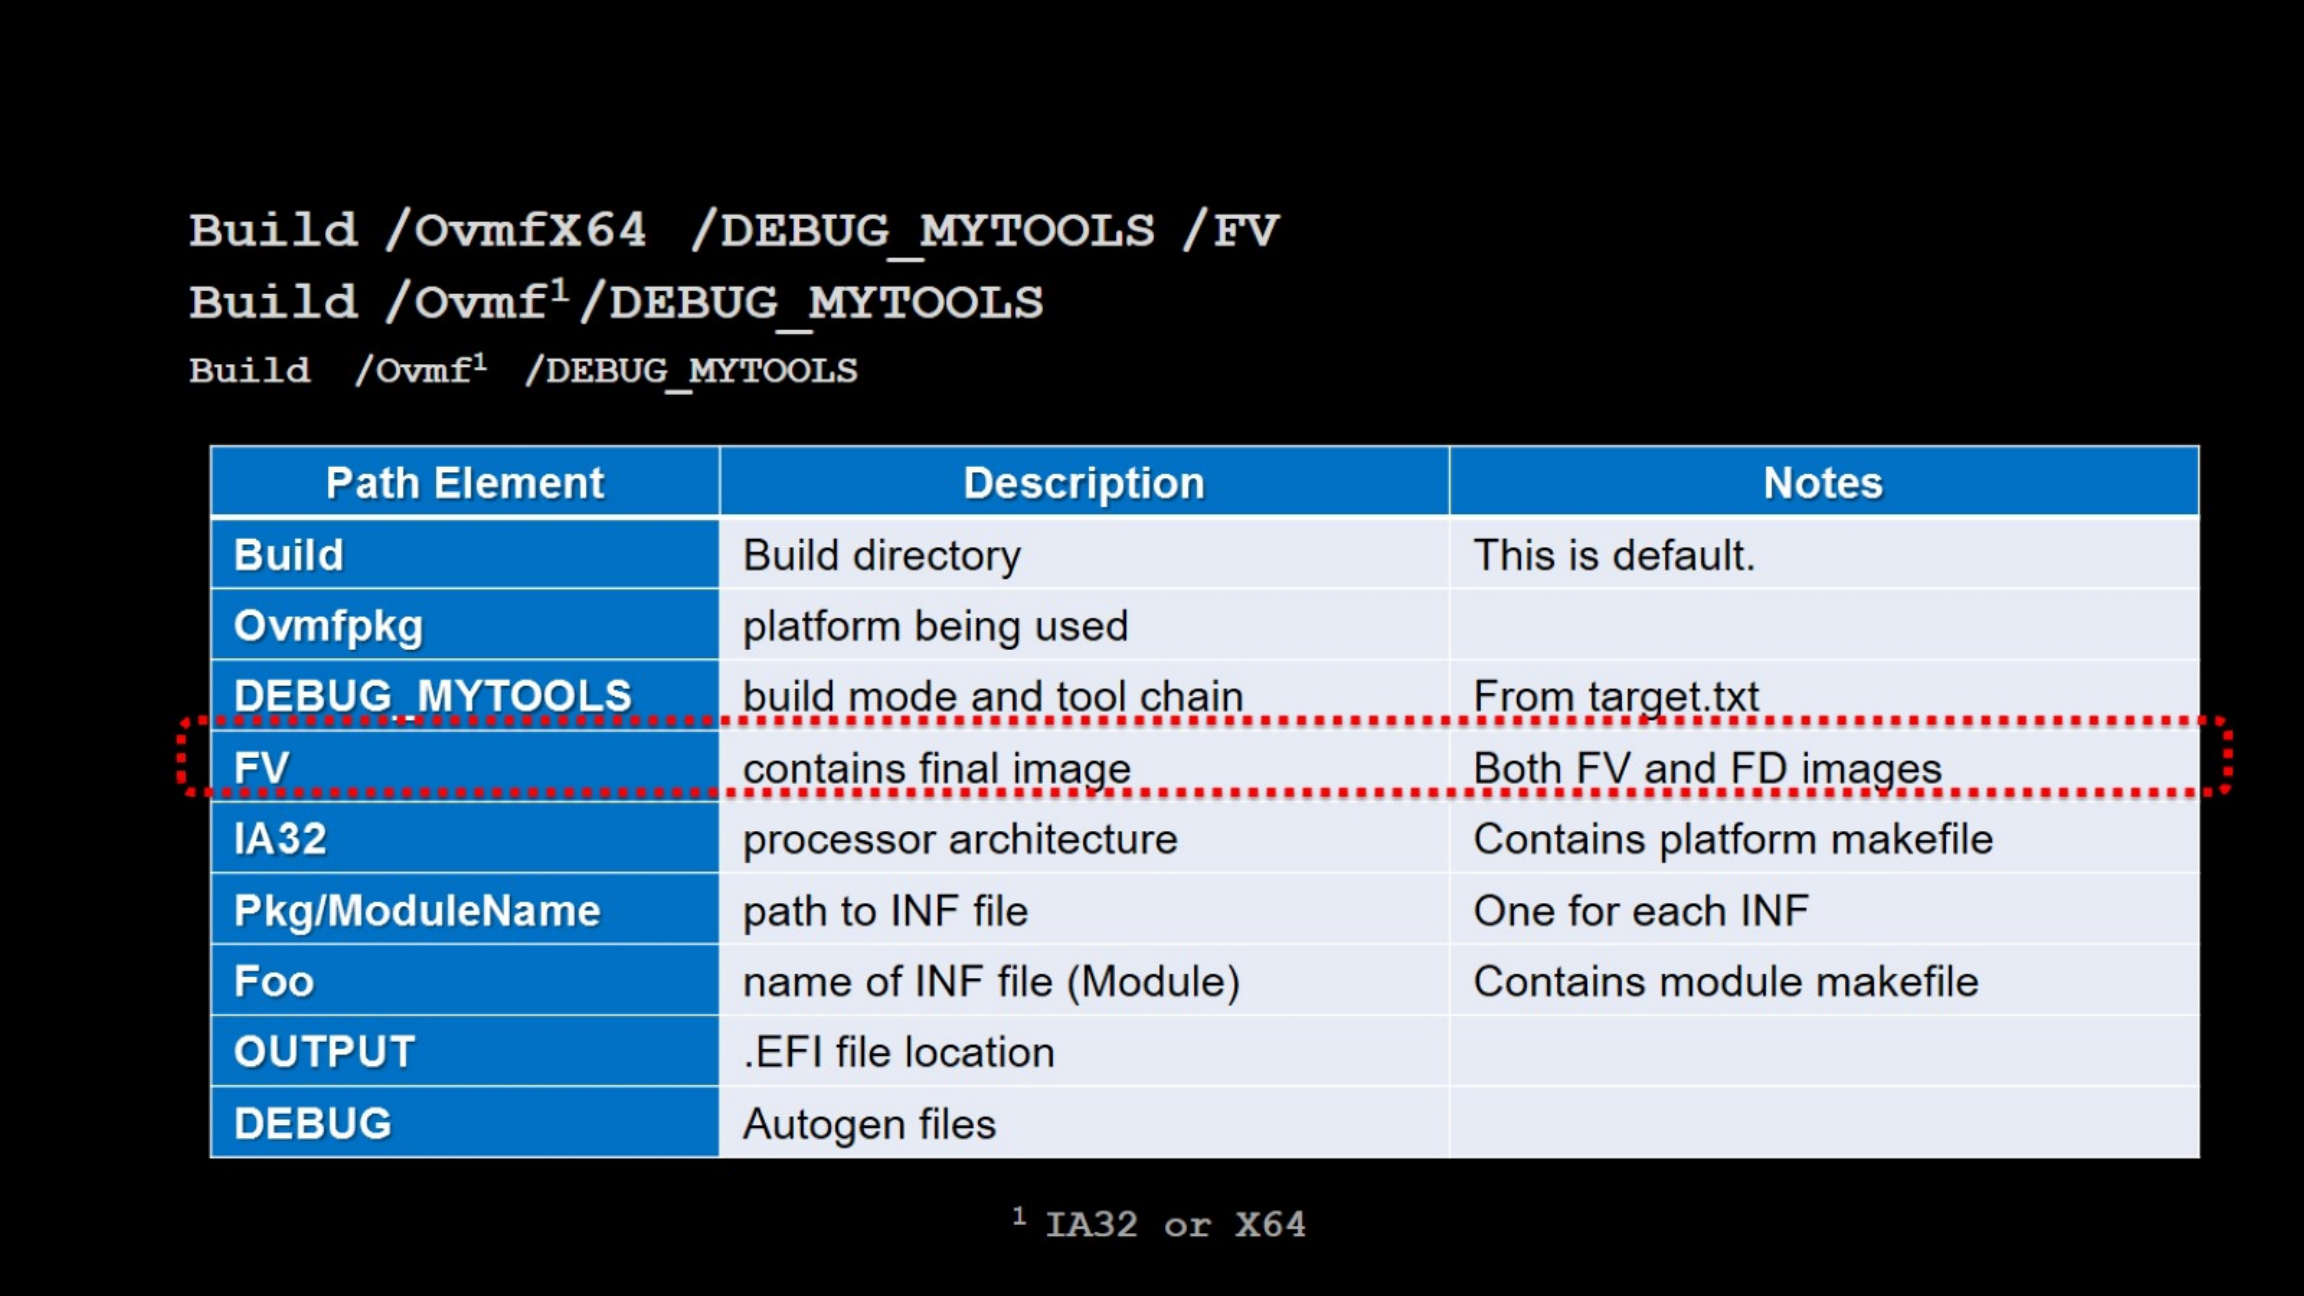 Build /OvmfX64 /DEBUG_MYTOOLS /FV
Build /Ovmf¹/DEBUG_MYTOOLS
Build /Ovmf¹ /DEBUG_MYTOOLS
Path Element Description Notes
Build Build directory This is default.
Ovmfpkg platform being used
DEBUG_MYTOOLS build mode and tool chain From target.txt
FV contains final image Both FV and FD images
IA32 processor architecture Contains platform makefile
Pkg/ModuleName path to INF file One for each INF
Foo name of INF file (Module) Contains module makefile
OUTPUT .EFI file location
DEBUG Autogen files
¹ IA32 or X64